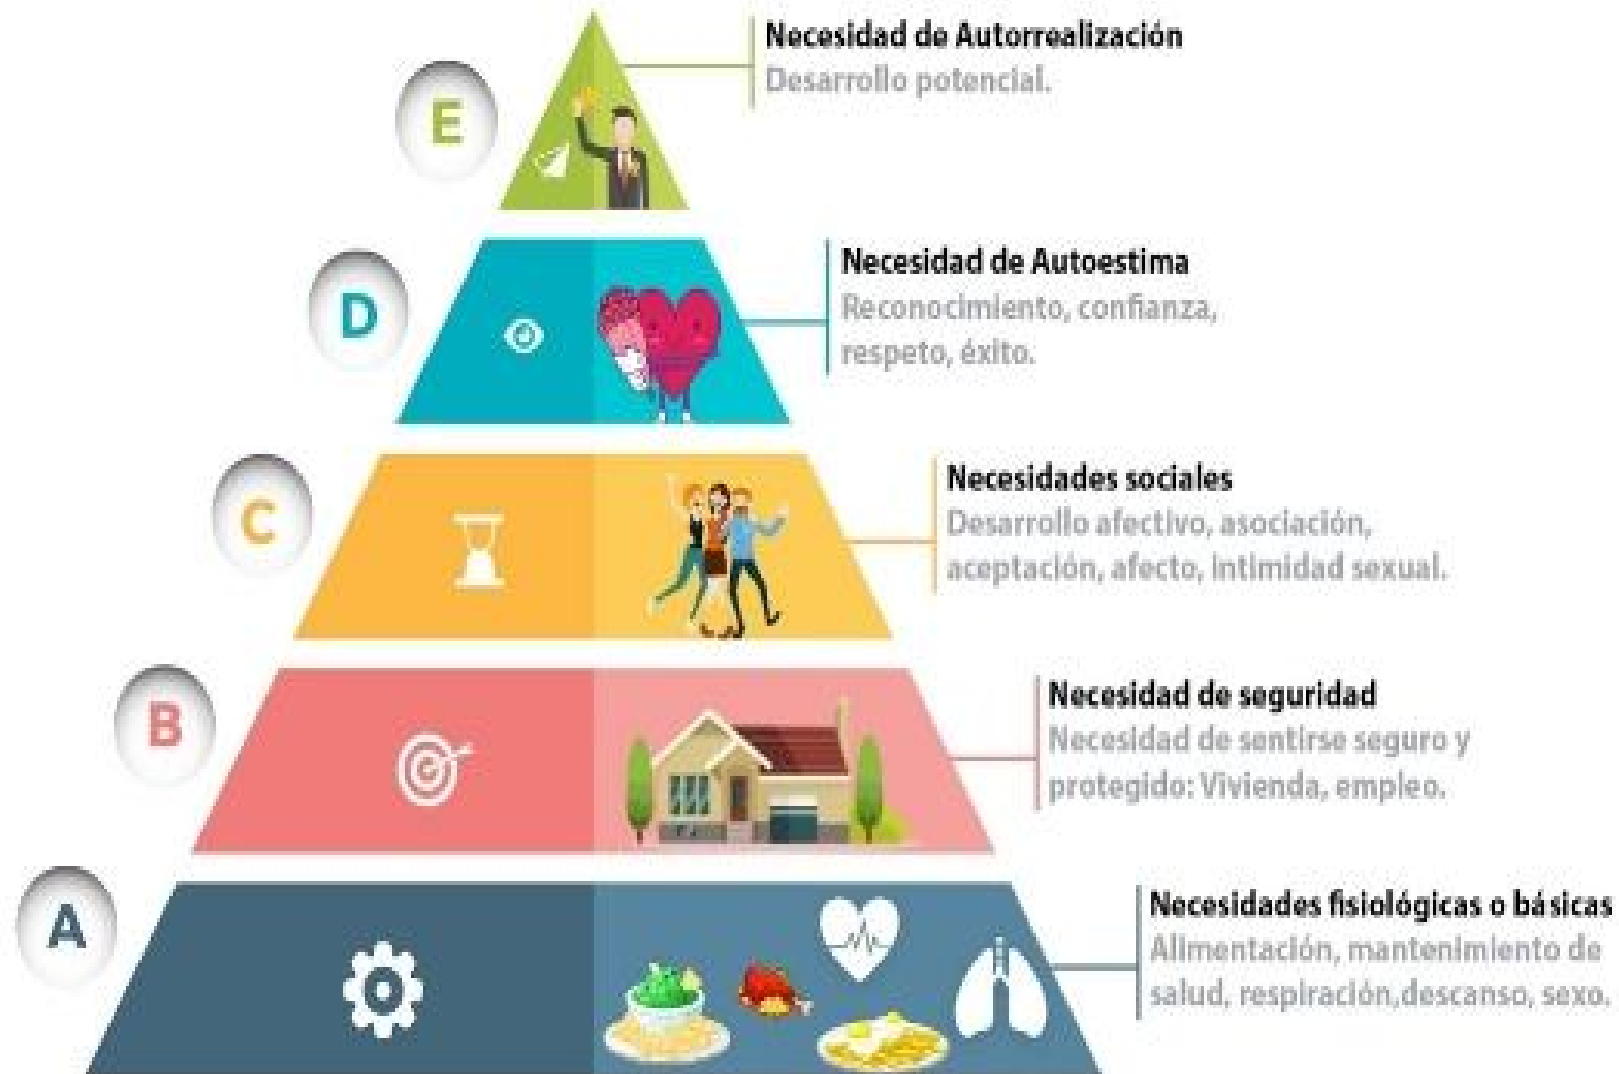 Necesidad de Autorrealización
Desarrollo potencial.
E
Necesidad de Autoestima
Reconocimiento, confianza,
respeto, éxito.
D
Necesidades sociales
Desarrollo afectivo, asociación,
aceptación, afecto, intimidad sexual.
C
Necesidad de seguridad
Necesidad de sentirse seguro y
protegido: Vivienda, empleo.
B
Necesidades fisiológicas o básicas
Alimentación, mantenimiento de
salud, respiración,descanso, sexo.
A